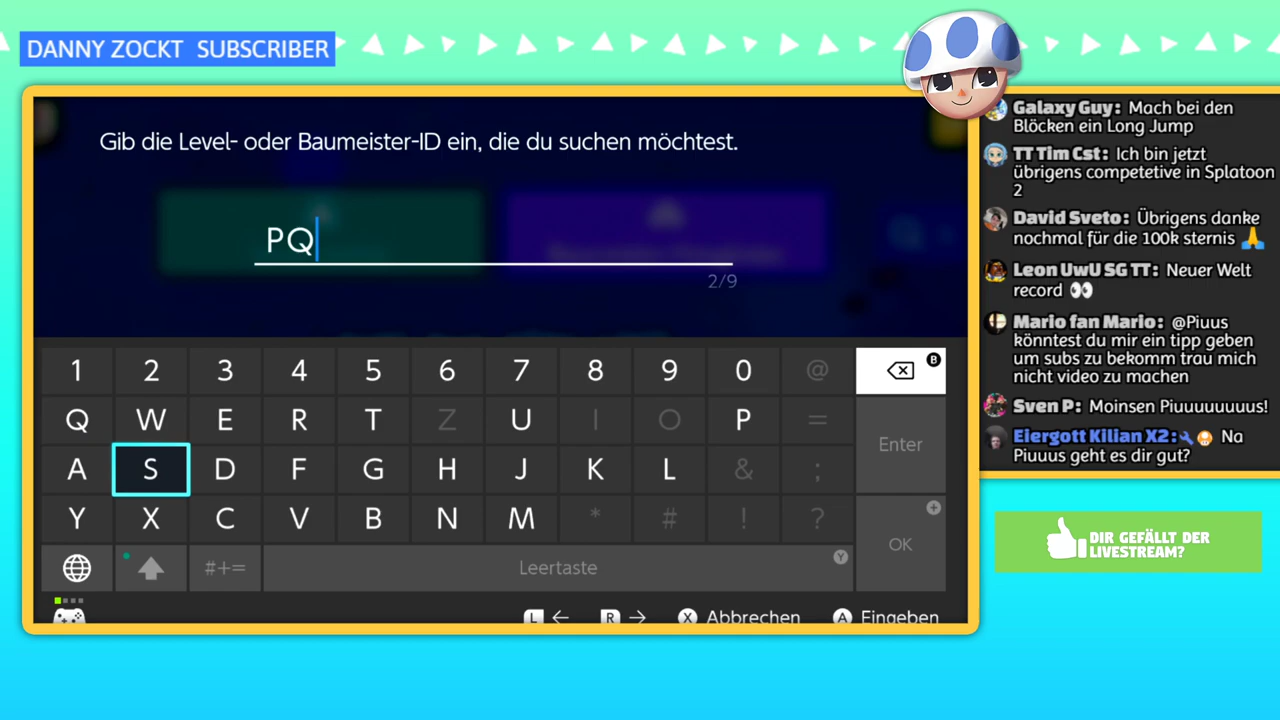 DANNY ZOCKT SUBSCRIBER
Gib die Level- oder Baumeister-ID ein, die du suchen möchtest.
PQ
2/9
1 2 3 4 5 6 7 8 9 0 @ B
Q W E R T Z U I O P =
Enter
A S D F G H J K L & ;
Y X C V B N M * # ! ? +
OK
#+= Leertaste Y
L ← R → X Abbrechen A Eingeben
Galaxy Guy: Mach bei den
Blöcken ein Long Jump
TT Tim Cst: Ich bin jetzt
übrigens competetive in Splatoon
2
David Sveto: Übrigens danke
nochmal für die 100k sternis 🙏
Leon UwU SG TT: Neuer Welt
record 👀
Mario fan Mario: @Piuus
könntest du mir ein tipp geben
um subs zu bekomm trau mich
nicht video zu machen
Sven P: Moinsen Piuuuuuuus!
Eiergott Kilian X2: Na
Piuuus geht es dir gut?
DIR GEFÄLLT DER
LIVESTREAM?